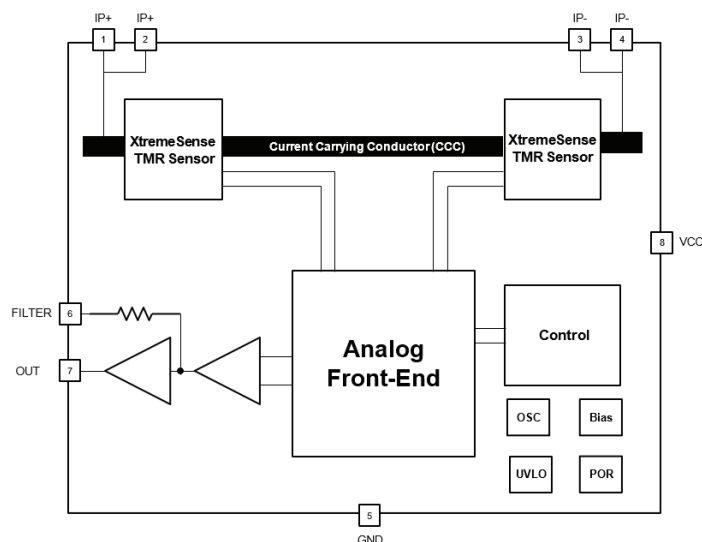 IP+ IP+ IP- IP-
1 2 3 4
XtremeSense
TMR Sensor
Current Carrying Conductor (CCC)
XtremeSense
TMR Sensor
8 VCC
FILTER 6
OUT 7
Analog
Front-End
Control
OSC Bias
UVLO POR
5
GND